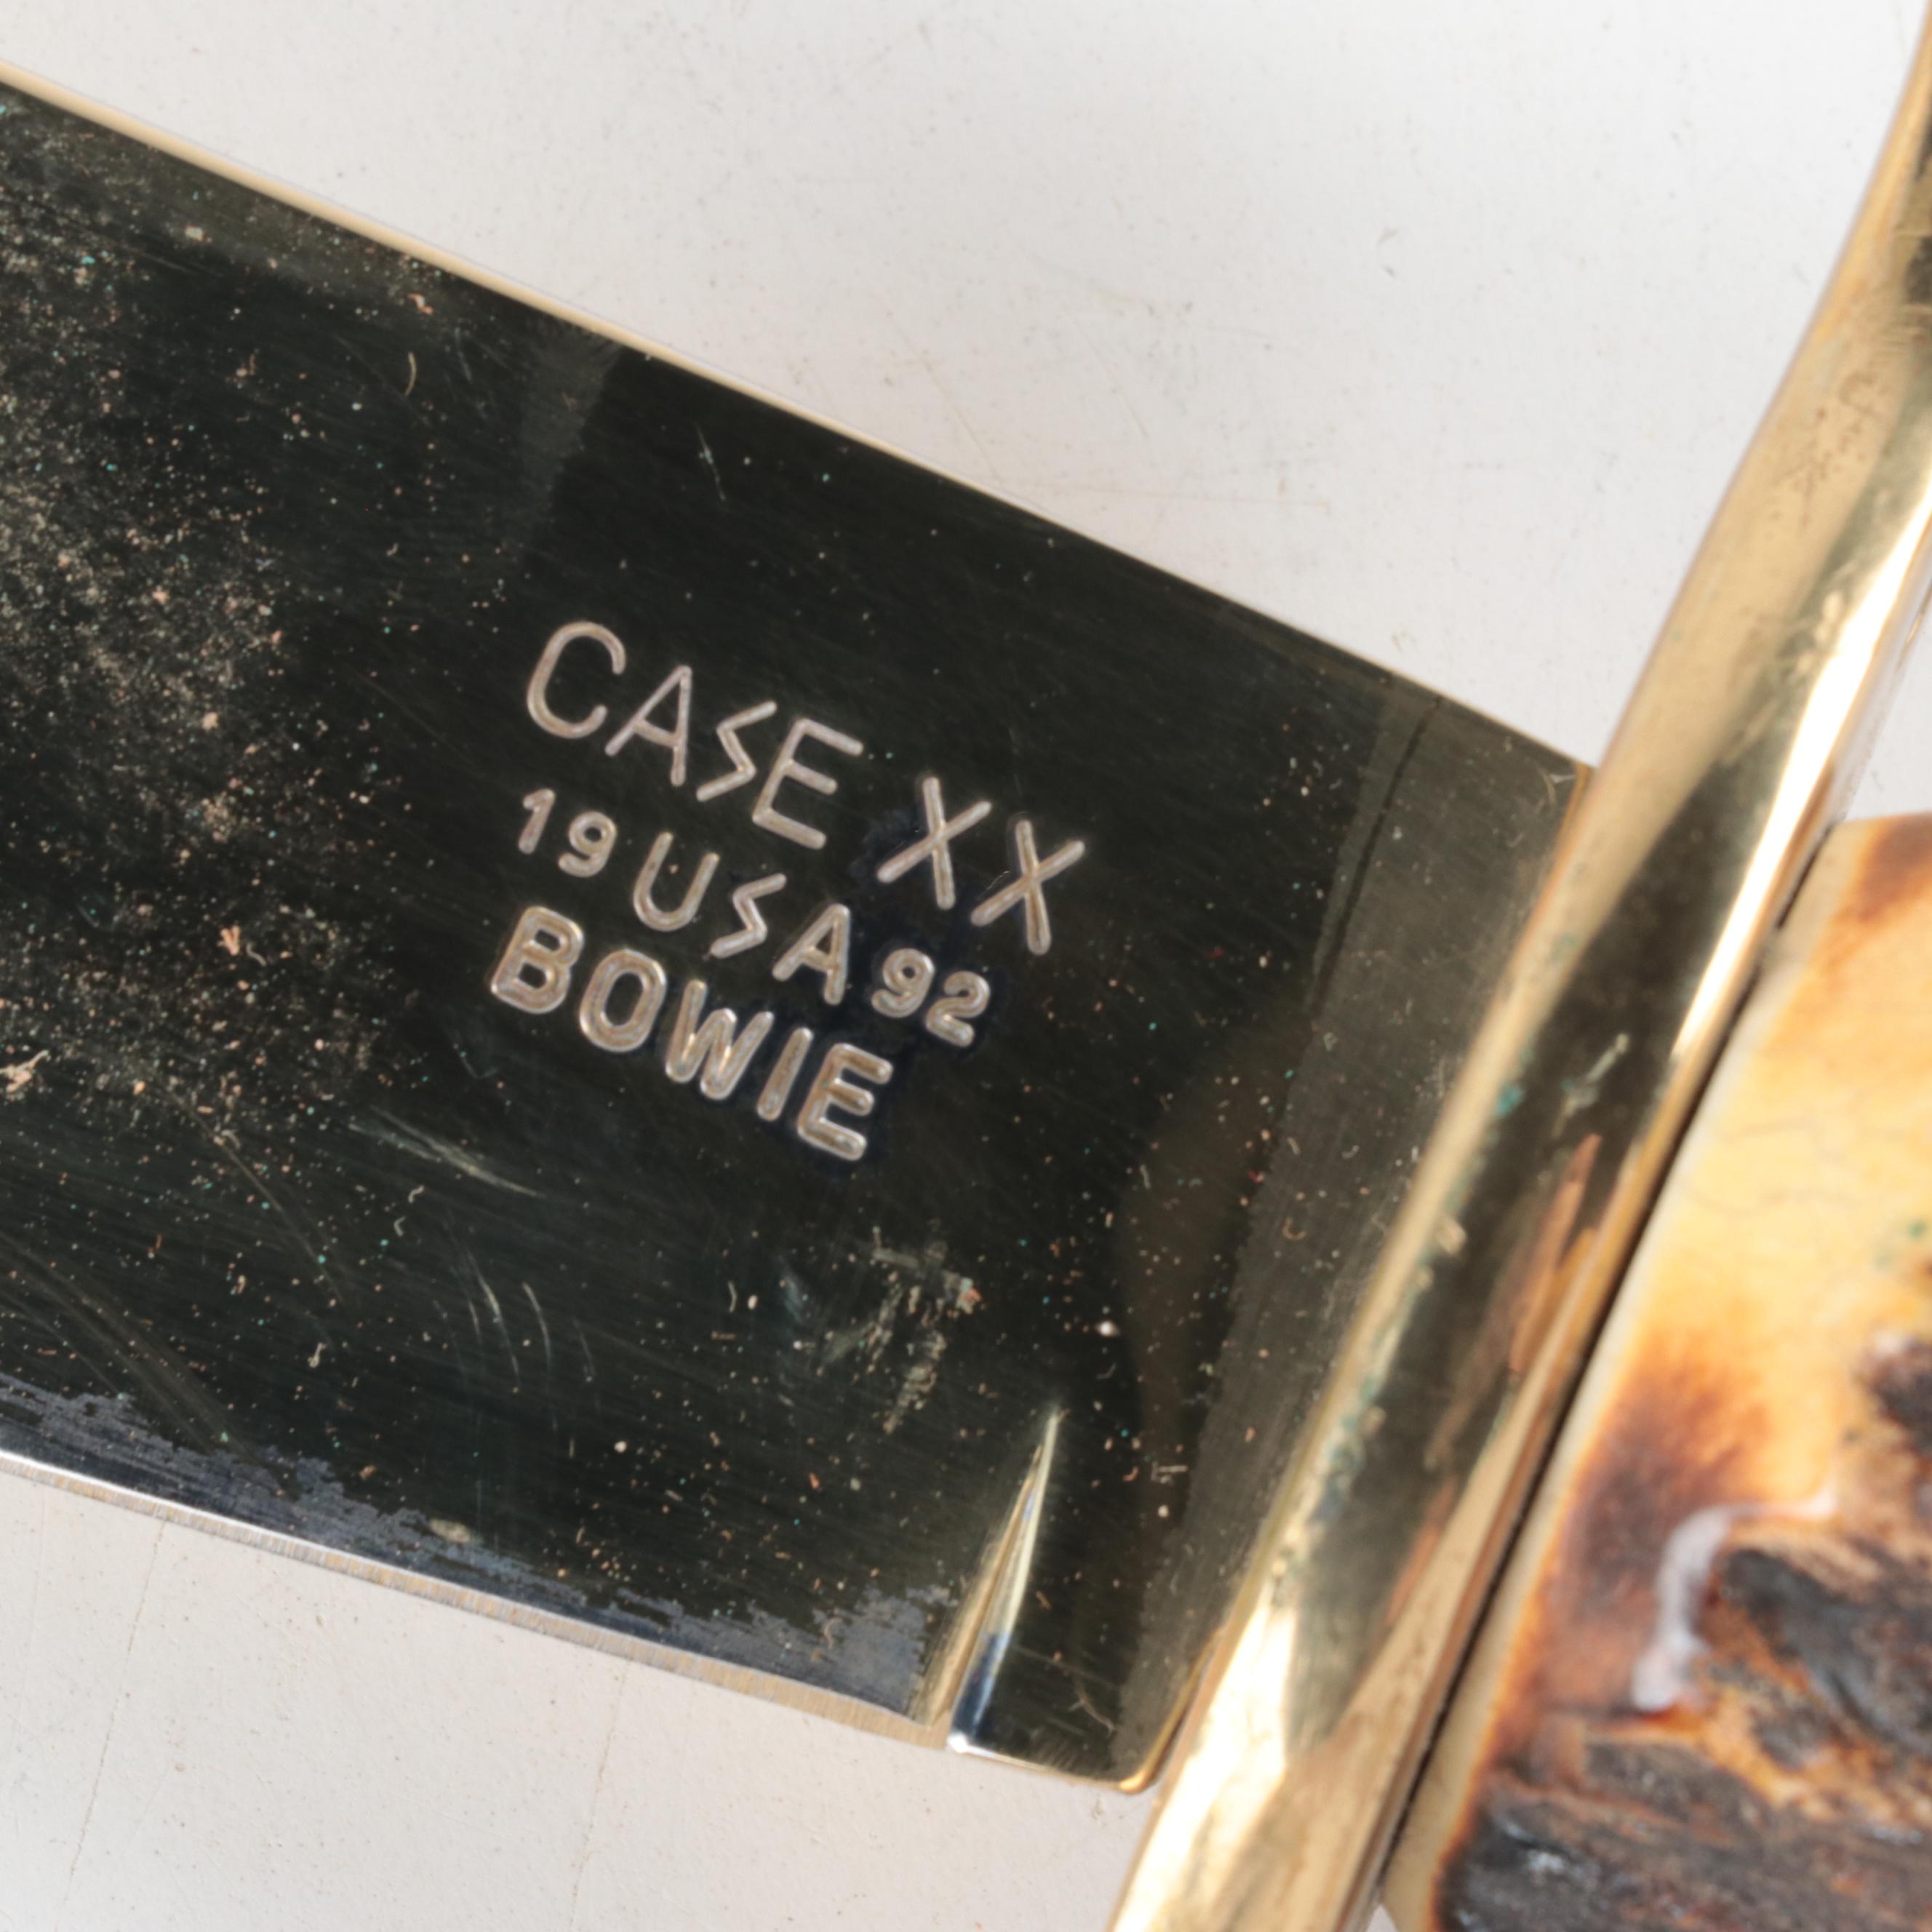 CASE XX
19 USA 92
BOWIE